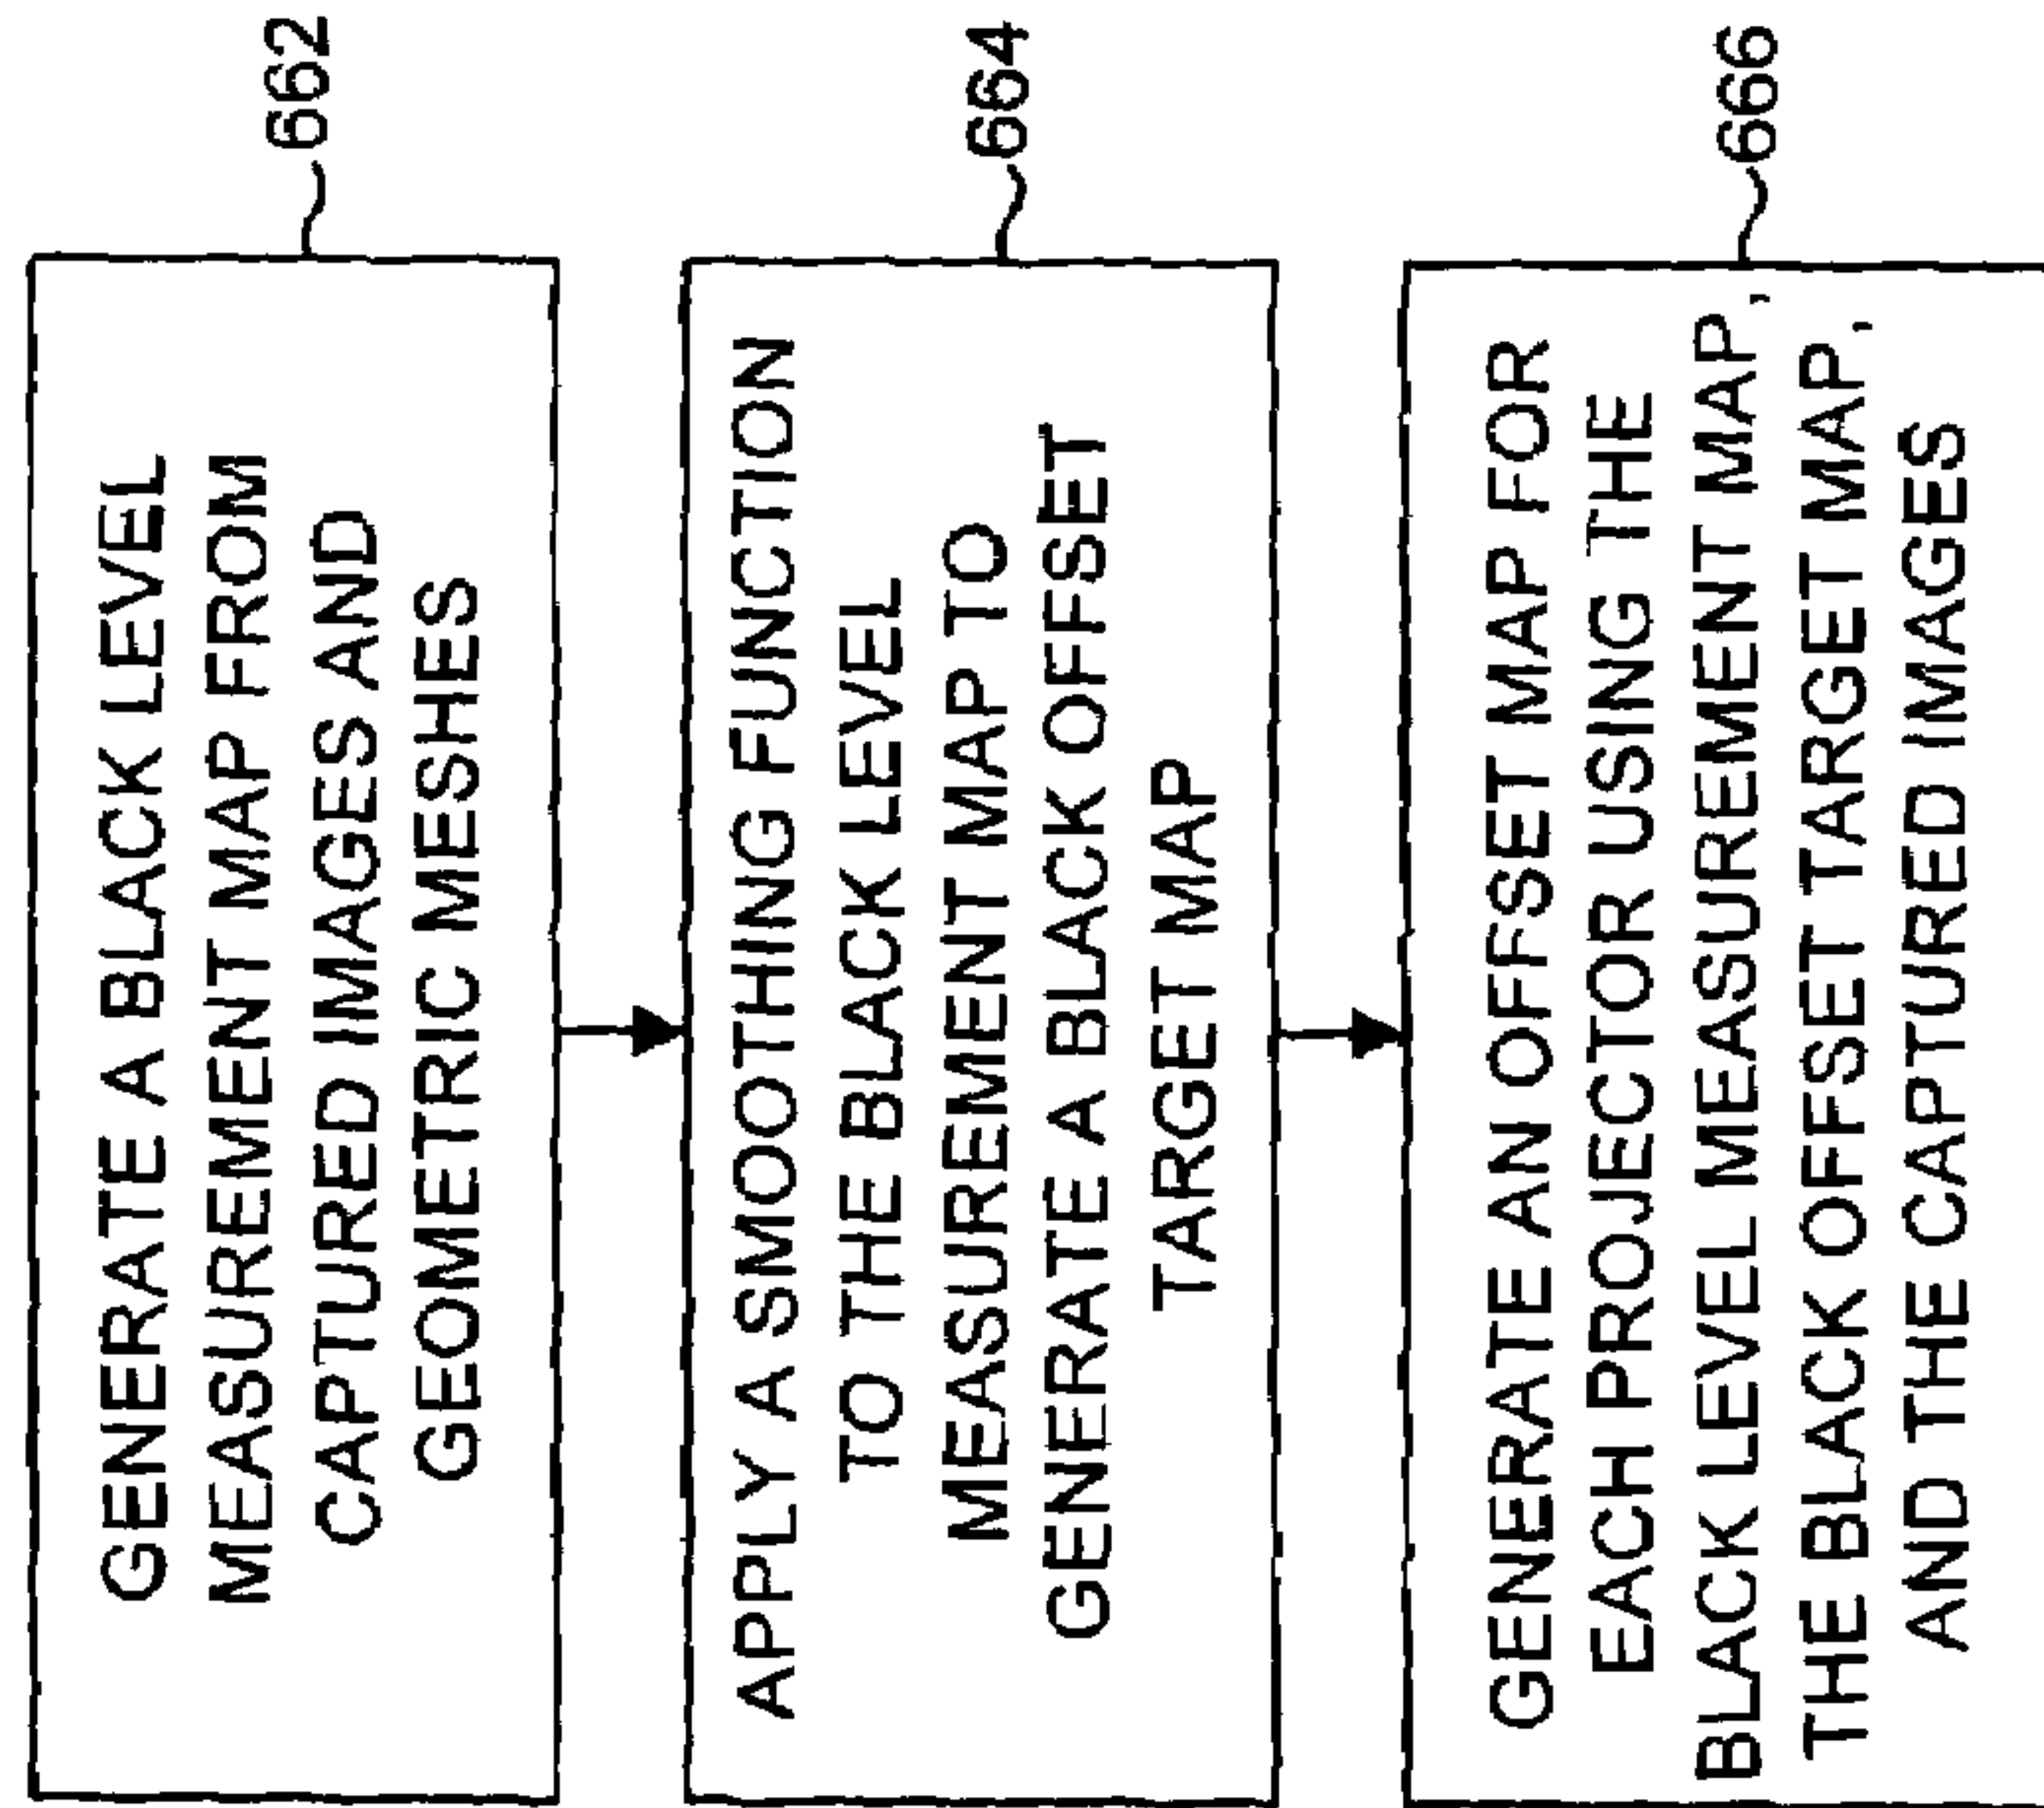 GENERATE A BLACK LEVEL
MEASUREMENT MAP FROM
CAPTURED IMAGES AND
GEOMETRIC MESHES
662
APPLY A SMOOTHING FUNCTION
TO THE BLACK LEVEL
MEASUREMENT MAP TO
GENERATE A BLACK OFFSET
TARGET MAP
664
GENERATE AN OFFSET MAP FOR
EACH PROJECTOR USING THE
BLACK LEVEL MEASUREMENT MAP,
THE BLACK OFFSET TARGET MAP,
AND THE CAPTURED IMAGES
666